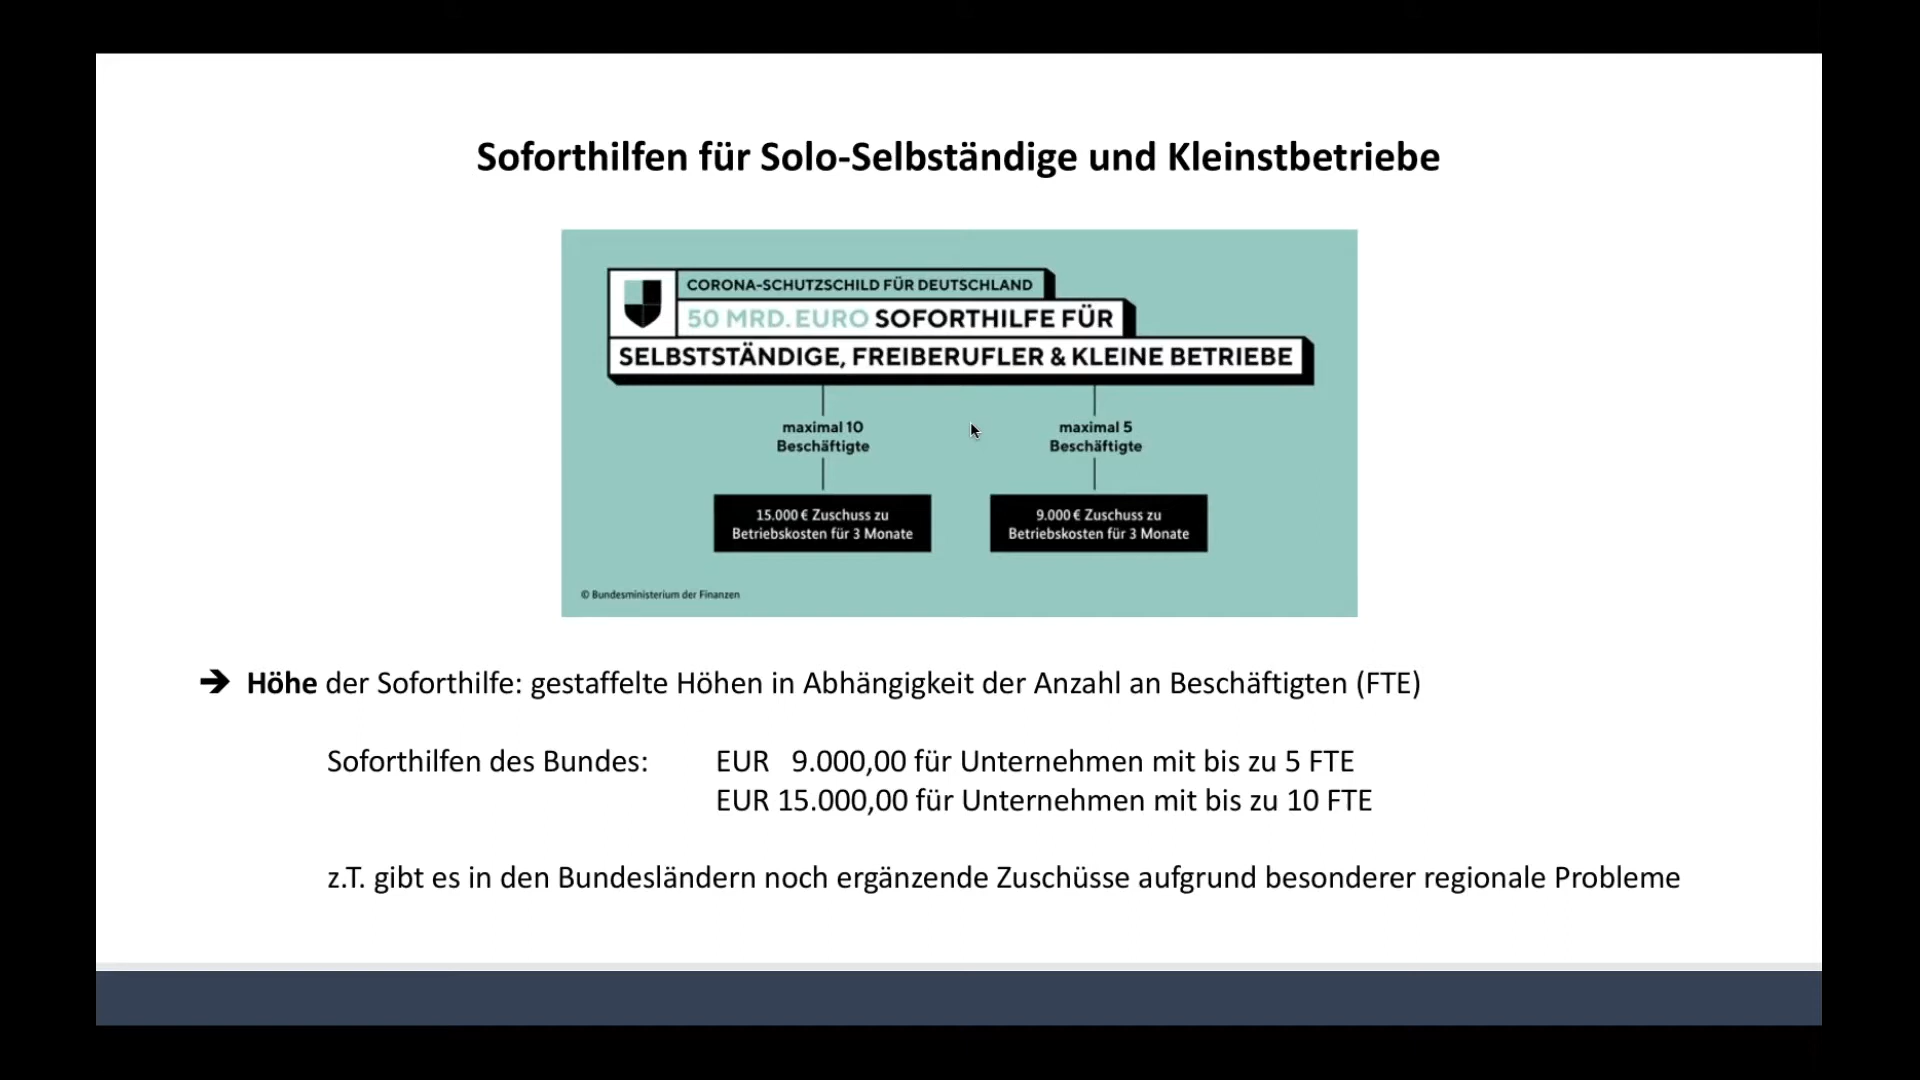 Soforthilfen für Solo-Selbständige und Kleinstbetriebe
CORONA-SCHUTZSCHILD FÜR DEUTSCHLAND
50 MRD. EURO SOFORTHILFE FÜR
SELBSTSTÄNDIGE, FREIBERUFLER & KLEINE BETRIEBE
maximal 10
Beschäftigte
15.000 € Zuschuss zu
Betriebskosten für 3 Monate
maximal 5
Beschäftigte
9.000 € Zuschuss zu
Betriebskosten für 3 Monate
© Bundesministerium der Finanzen
➔ Höhe der Soforthilfe: gestaffelte Höhen in Abhängigkeit der Anzahl an Beschäftigten (FTE)
Soforthilfen des Bundes: EUR 9.000,00 für Unternehmen mit bis zu 5 FTE
EUR 15.000,00 für Unternehmen mit bis zu 10 FTE
z.T. gibt es in den Bundesländern noch ergänzende Zuschüsse aufgrund besonderer regionale Probleme